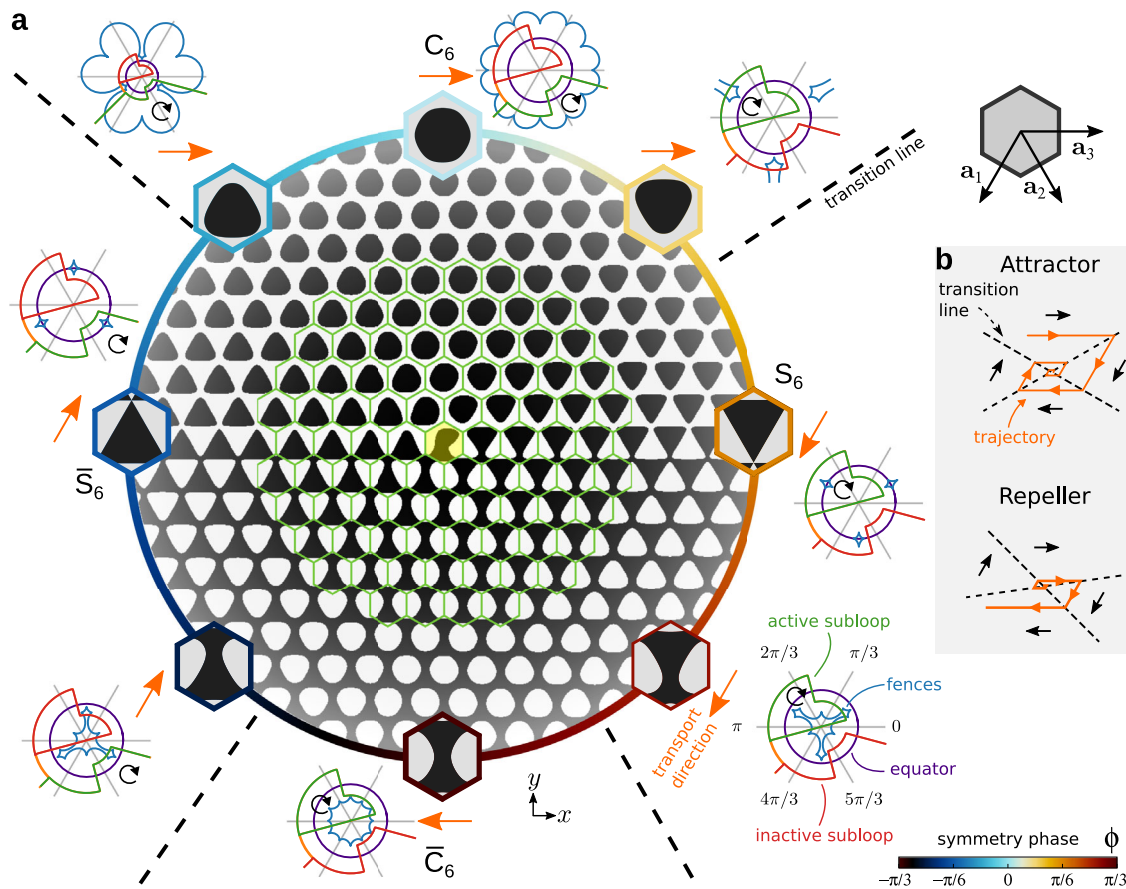 a
C6
transition line
a1
a2
a3
b
Attractor
transition
line
trajectory
Repeller
S6
S̅6
active subloop
2π/3
π/3
fences
π
0
transport
direction
equator
4π/3
5π/3
inactive subloop
C̅6
y
x
symmetry phase ϕ
−π/3 −π/6 0 π/6 π/3